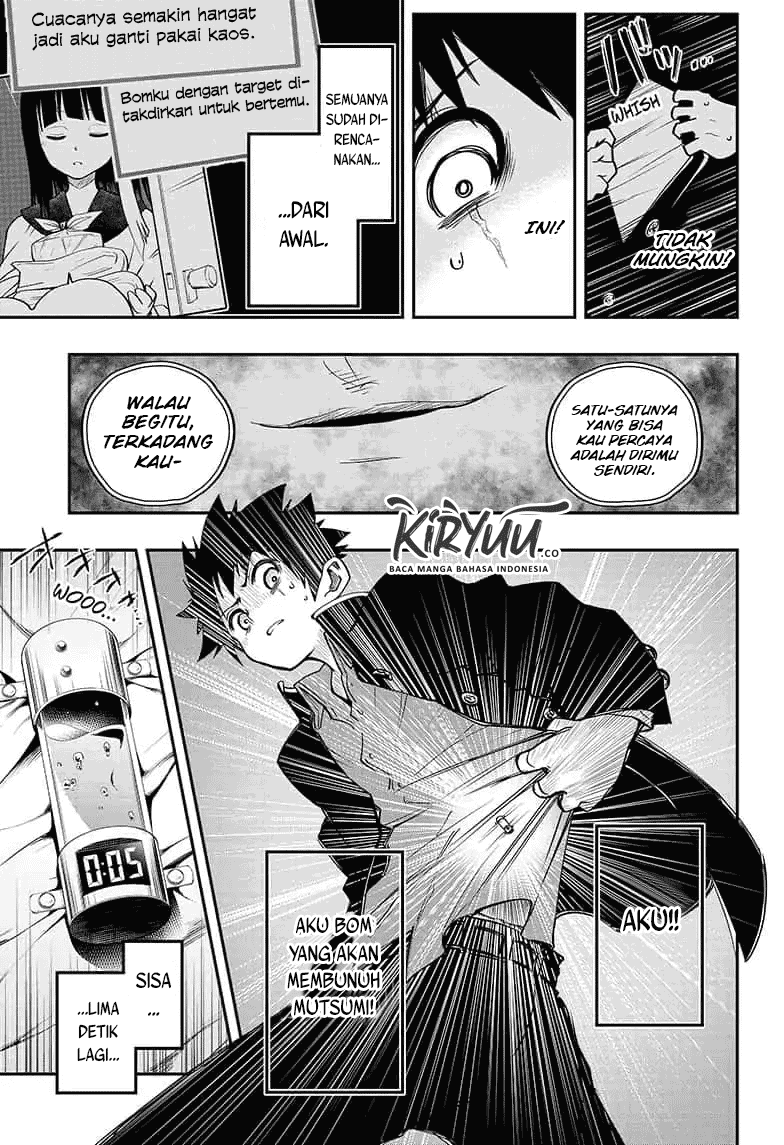 WHISH
TIDAK
MUNGKIN!
INI!
SEMUANYA
SUDAH DI-
RENCA-
NAKAN...
...DARI
AWAL.
Cuacanya semakin hangat
jadi aku ganti pakai kaos.
Bomku dengan target di-
takdirkan untuk bertemu.
SATU-SATUNYA
YANG BISA
KAU PERCAYA
ADALAH DIRIMU
SENDIRI.
WALAU
BEGITU,
TERKADANG
KAU-
KIRYUU.co
BACA MANGA BAHASA INDONESIA
AKU!!
AKU BOM
YANG AKAN
MEMBUNUH
MUTSUMI!
WOOO...
0:05
SISA
...
...LIMA
DETIK
LAGI...